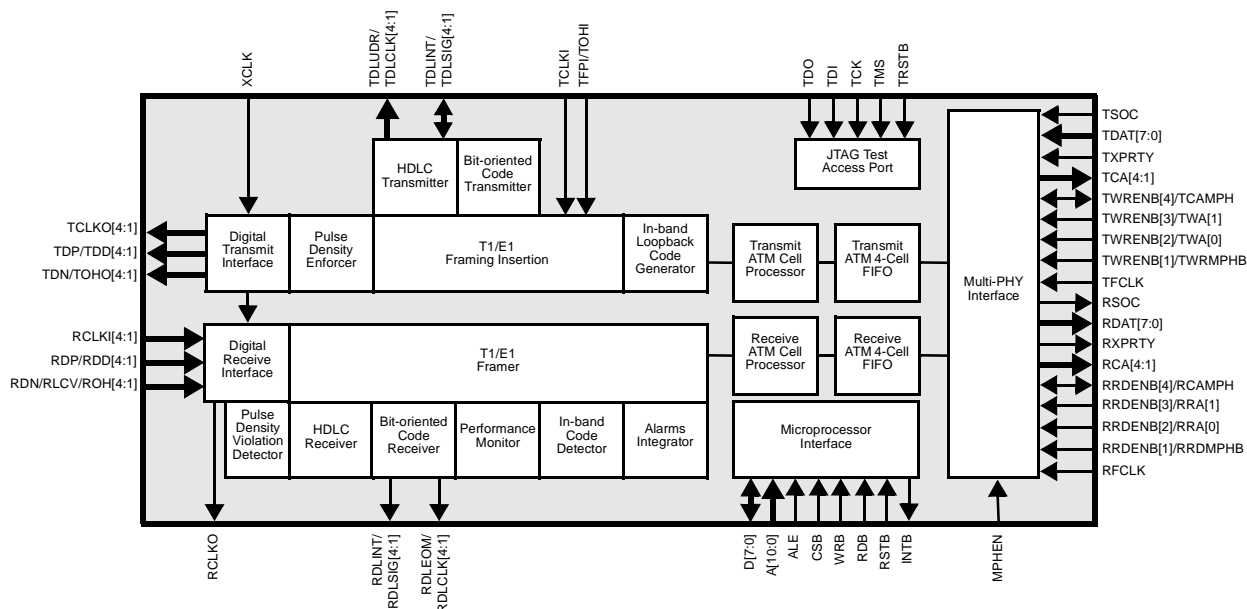 XCLK
TDLUDR/
TDLCLK[4:1]
TDLINT/
TDLSIG[4:1]
TCLKI
TFPI/TOHI
TDO
TDI
TCK
TMS
TRSTB
HDLC
Transmitter
Bit-oriented
Code
Transmitter
JTAG Test
Access Port
TCLKO[4:1]
TDP/TDD[4:1]
TDN/TOHO[4:1]
Digital
Transmit
Interface
Pulse
Density
Enforcer
T1/E1
Framing Insertion
In-band
Loopback
Code
Generator
Transmit
ATM Cell
Processor
Transmit
ATM 4-Cell
FIFO
Multi-PHY
Interface
RCLKI[4:1]
RDP/RDD[4:1]
RDN/RLCV/ROH[4:1]
Digital
Receive
Interface
T1/E1
Framer
Receive
ATM Cell
Processor
Receive
ATM 4-Cell
FIFO
Pulse
Density
Violation
Detector
HDLC
Receiver
Bit-oriented
Code
Receiver
Performance
Monitor
In-band
Code
Detector
Alarms
Integrator
Microprocessor
Interface
TSOC
TDAT[7:0]
TXPRTY
TCA[4:1]
TWRENB[4]/TCAMPH
TWRENB[3]/TWA[1]
TWRENB[2]/TWA[0]
TWRENB[1]/TWRMPHB
TFCLK
RSOC
RDAT[7:0]
RXPRTY
RCA[4:1]
RRDENB[4]/RCAMPH
RRDENB[3]/RRA[1]
RRDENB[2]/RRA[0]
RRDENB[1]/RRDMPHB
RFCLK
RCLKO
RDLINT/
RDLSIG[4:1]
RDLEOM/
RDLCLK[4:1]
D[7:0]
A[10:0]
ALE
CSB
WRB
RDB
RSTB
INTB
MPHEN